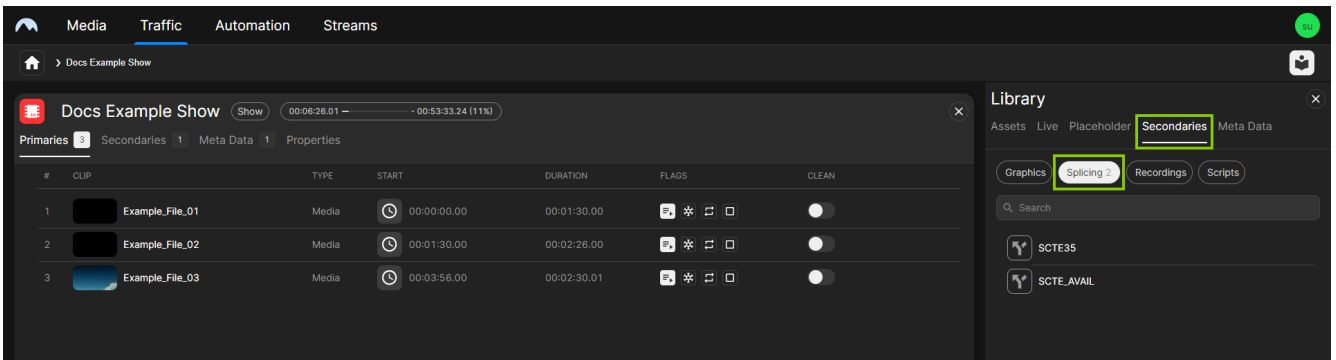 Media Traffic Automation Streams su
> Docs Example Show
Docs Example Show Show 00:06:26.01 - 00:53:33.24 (11%)
Primaries 3 Secondaries 1 Meta Data 1 Properties
# CLIP TYPE START DURATION FLAGS CLEAN
1 Example_File_01 Media 00:00:00.00 00:01:30.00
2 Example_File_02 Media 00:01:30.00 00:02:26.00
3 Example_File_03 Media 00:03:56.00 00:02:30.01
Library
Assets Live Placeholder Secondaries Meta Data
Graphics Splicing 2 Recordings Scripts
Search
SCTE35
SCTE_AVAIL